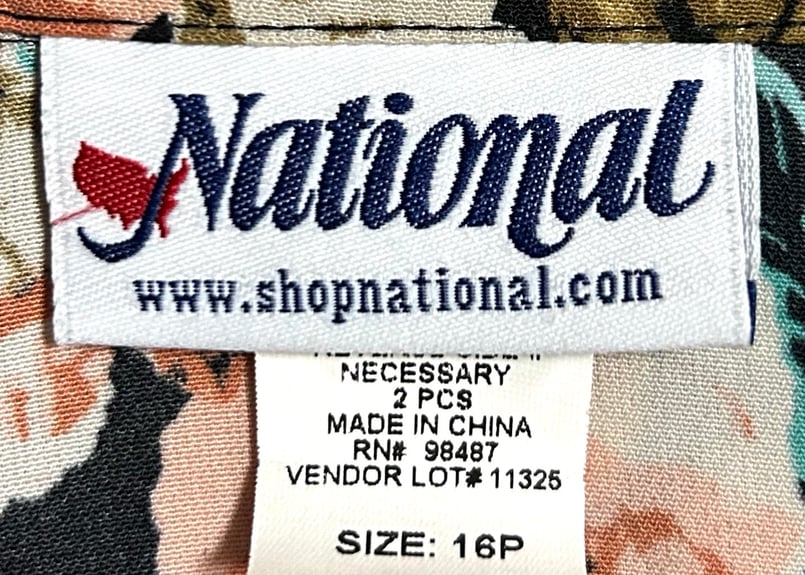 National
www.shopnational.com
NECESSARY
2 PCS
MADE IN CHINA
RN# 98487
VENDOR LOT# 11325
SIZE: 16P